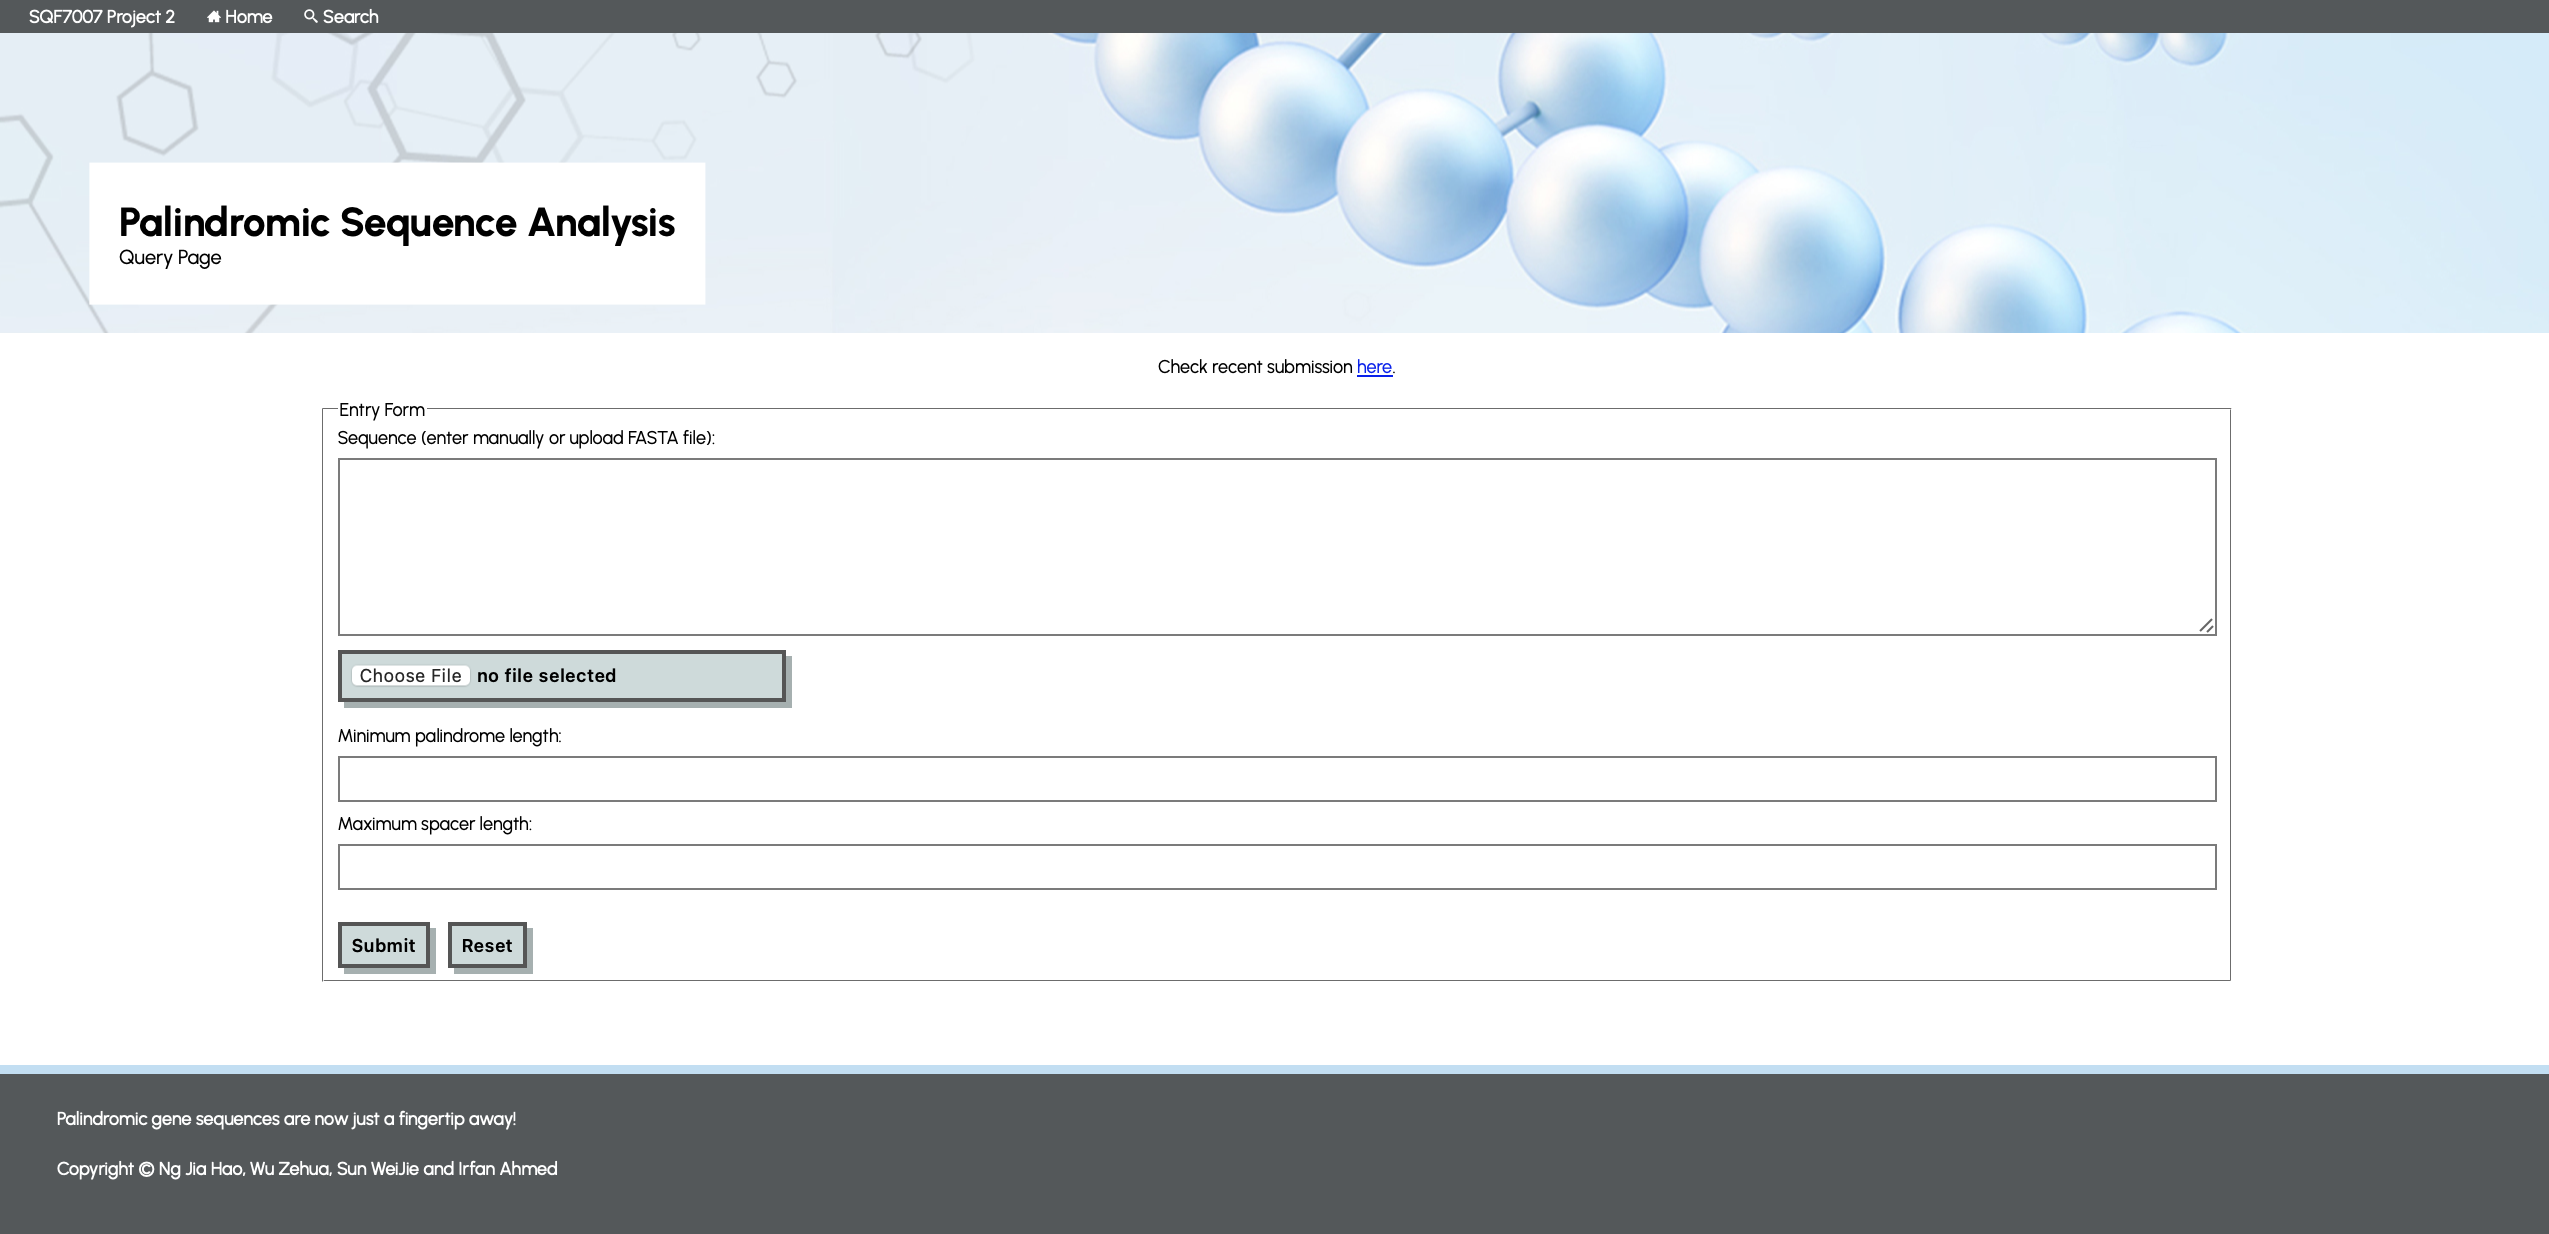 SQF7007 Project 2 Home Search
Palindromic Sequence Analysis
Query Page
Check recent submission here.
Entry Form
Sequence (enter manually or upload FASTA file):
Choose File no file selected
Minimum palindrome length:
Maximum spacer length:
Submit Reset
Palindromic gene sequences are now just a fingertip away!
Copyright © Ng Jia Hao, Wu Zehua, Sun WeiJie and Irfan Ahmed